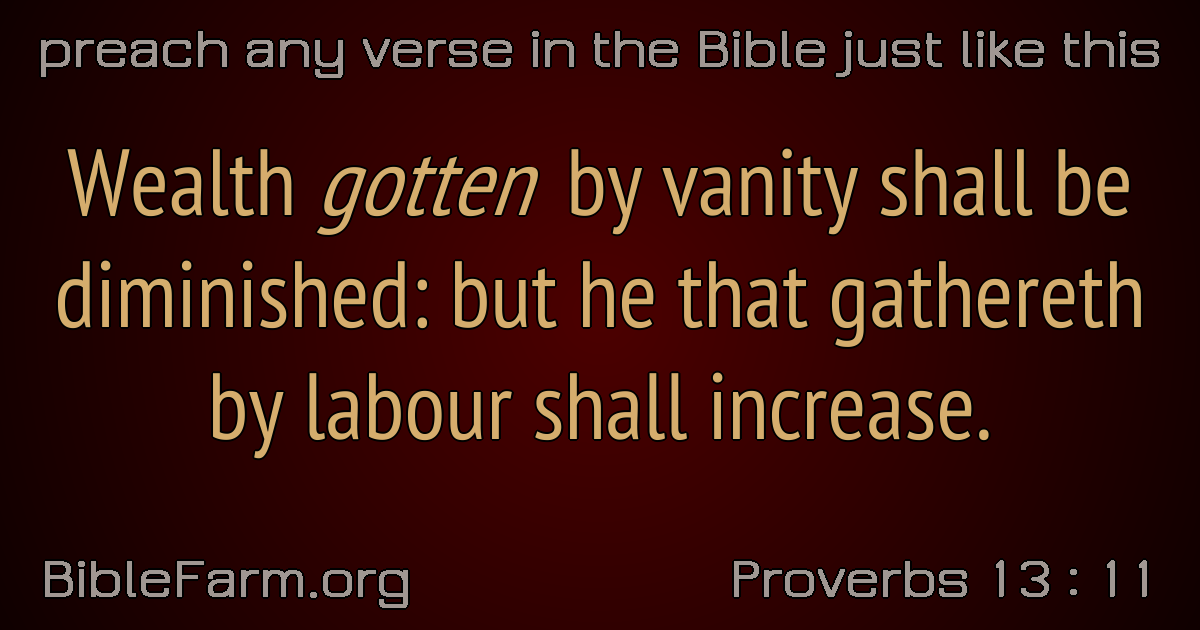 preach any verse in the Bible just like this
Wealth gotten by vanity shall be
diminished: but he that gathereth
by labour shall increase.
BibleFarm.org
Proverbs 13 : 11